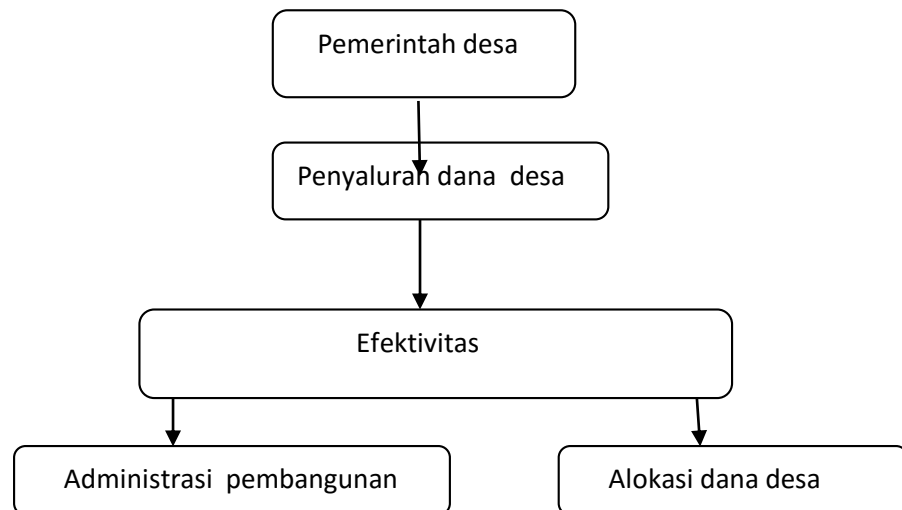 Pemerintah desa
Penyaluran dana desa
Efektivitas
Administrasi pembangunan
Alokasi dana desa